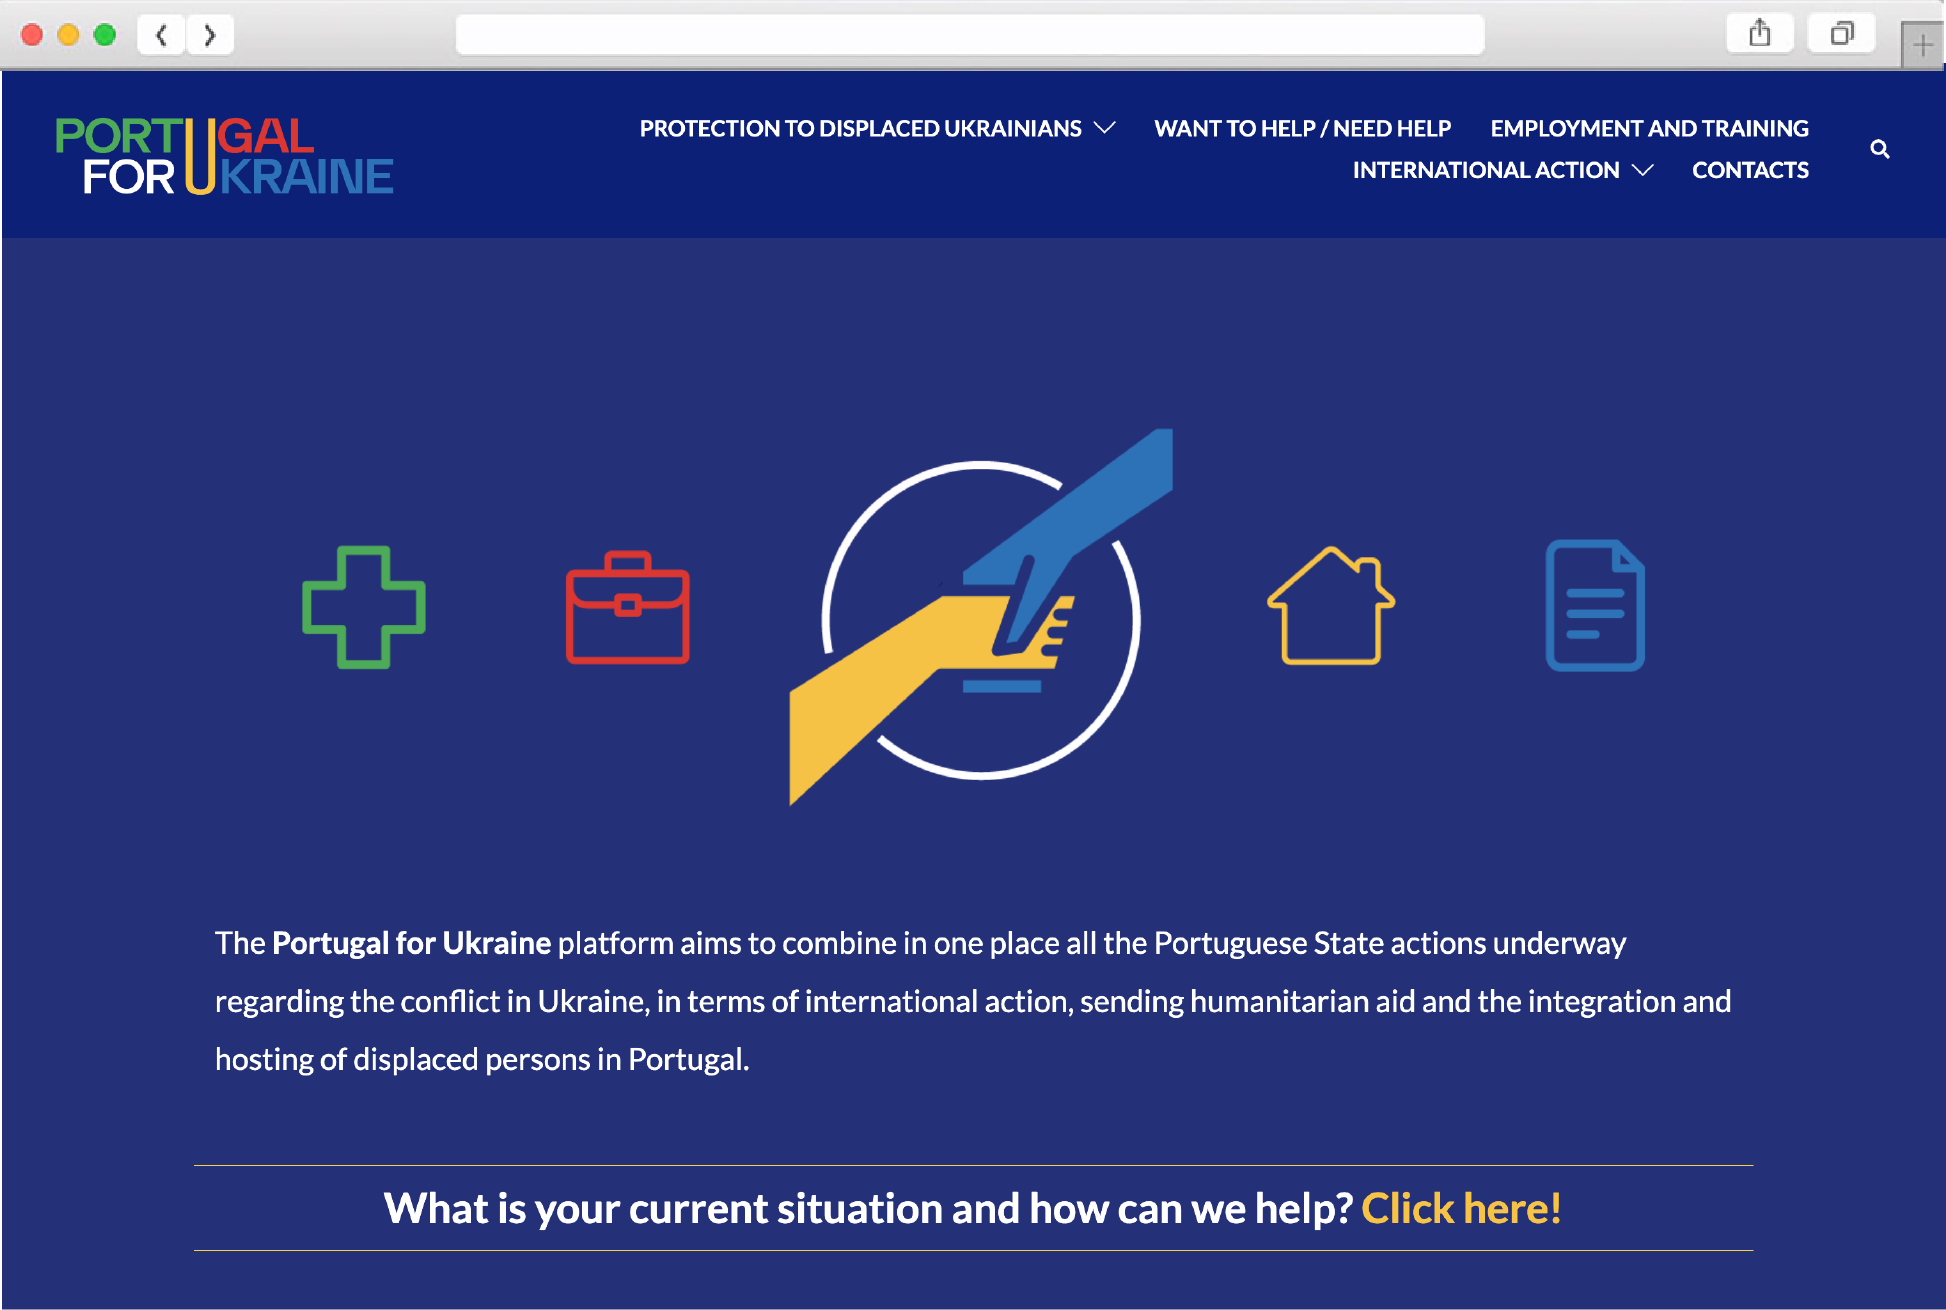 PORTUGAL
FOR UKRAINE
PROTECTION TO DISPLACED UKRAINIANS WANT TO HELP / NEED HELP EMPLOYMENT AND TRAINING
INTERNATIONAL ACTION CONTACTS
The Portugal for Ukraine platform aims to combine in one place all the Portuguese State actions underway
regarding the conflict in Ukraine, in terms of international action, sending humanitarian aid and the integration and
hosting of displaced persons in Portugal.
What is your current situation and how can we help? Click here!